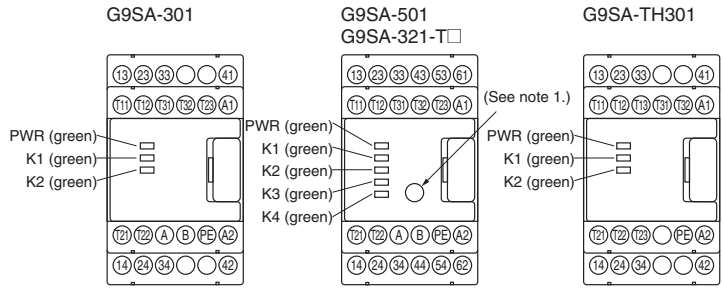 G9SA-301
13 23 33 41
T11 T12 T31 T32 T23 A1
PWR (green)
K1 (green)
K2 (green)
T21 T22 A B PE A2
14 24 34 42
G9SA-501
G9SA-321-T□
13 23 33 43 53 61
T11 T12 T31 T32 T23 A1
(See note 1.)
PWR (green)
K1 (green)
K2 (green)
K3 (green)
K4 (green)
T21 T22 A B PE A2
14 24 34 44 54 62
G9SA-TH301
13 23 33 41
T11 T12 T13 T31 T32 A1
PWR (green)
K1 (green)
K2 (green)
T21 T22 T23 PE A2
14 24 34 42